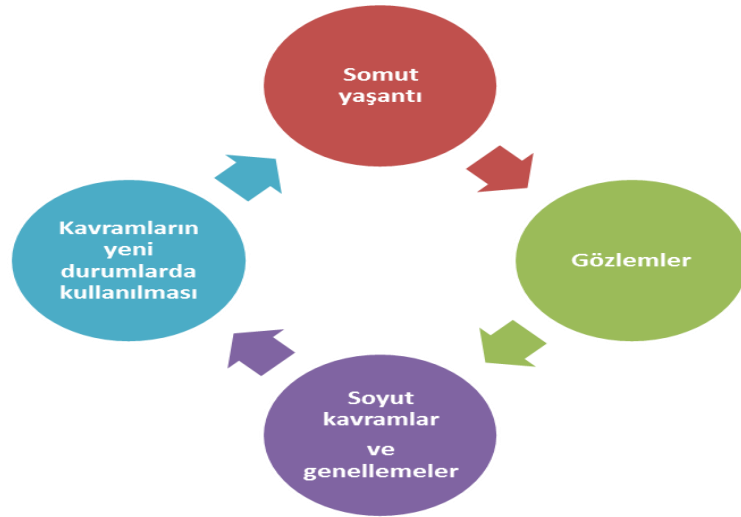 Somut
yaşantı
Gözlemler
Soyut
kavramlar
ve
genellemeler
Kavramların
yeni
durumlarda
kullanılması